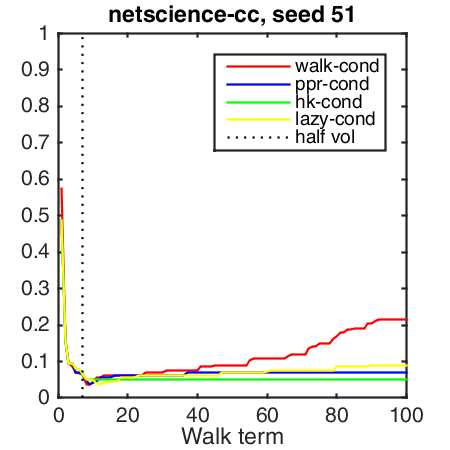 netscience-cc, seed 51
1
0.9
0.8
0.7
0.6
0.5
0.4
0.3
0.2
0.1
0
walk-cond
ppr-cond
hk-cond
lazy-cond
half vol
0 20 40 60 80 100
Walk term